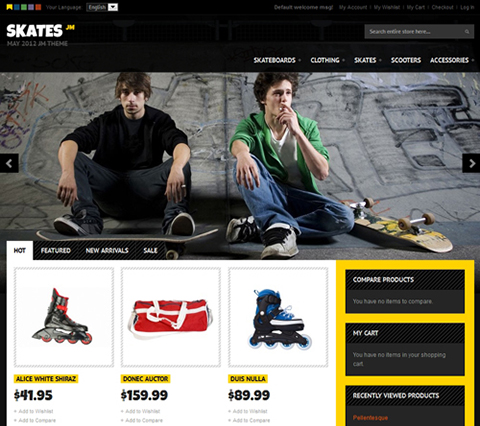 Your Language: English
Default welcome msg! My Account My Wishlist My Cart Checkout Log In
SKATES JM
MAY 2012 JM THEME
Search entire store here...
SKATEBOARDS CLOTHING SKATES SCOOTERS ACCESSORIES
HOT FEATURED NEW ARRIVALS SALE
COMPARE PRODUCTS
You have no items to compare.
MY CART
You have no items in your shopping
cart.
RECENTLY VIEWED PRODUCTS
Pellentesque
ALICE WHITE SHIRAZ DONEC AUCTOR DUIS NULLA
$41.95 $159.99 $89.99
+ Add to Wishlist + Add to Wishlist + Add to Wishlist
+ Add to Compare + Add to Compare + Add to Compare